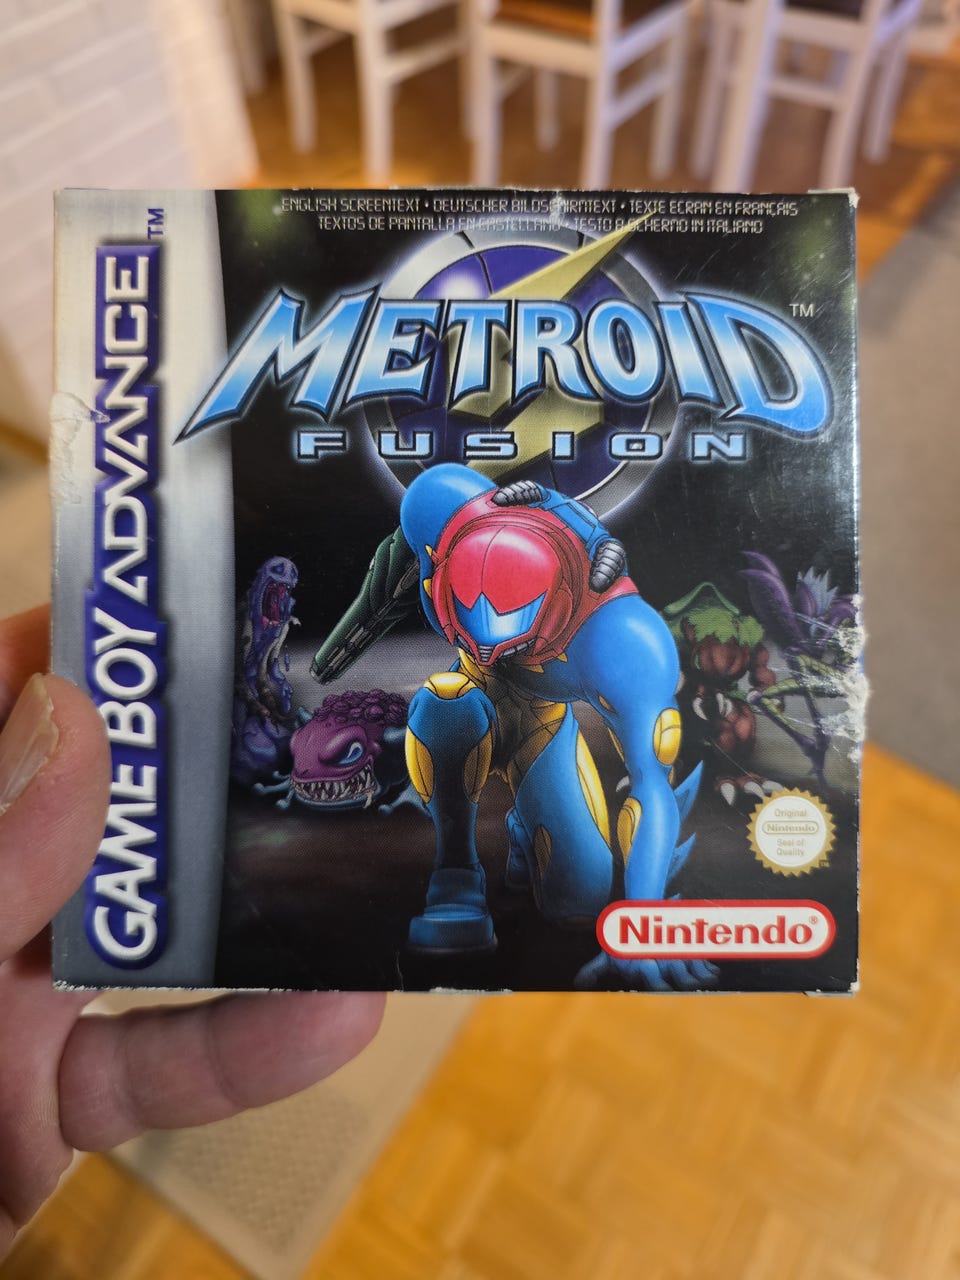 ENGLISH SCREENTEXT • DEUTSCHER BILDSCHIRMTEXT • TEXTE ECRAN EN FRANÇAIS
TEXTOS DE PANTALLA EN CASTELLANO • TESTO A SCHERMO IN ITALIANO
METROID™
FUSION
GAME BOY ADVANCE™
Original
Nintendo
Seal of
Quality
™
Nintendo®